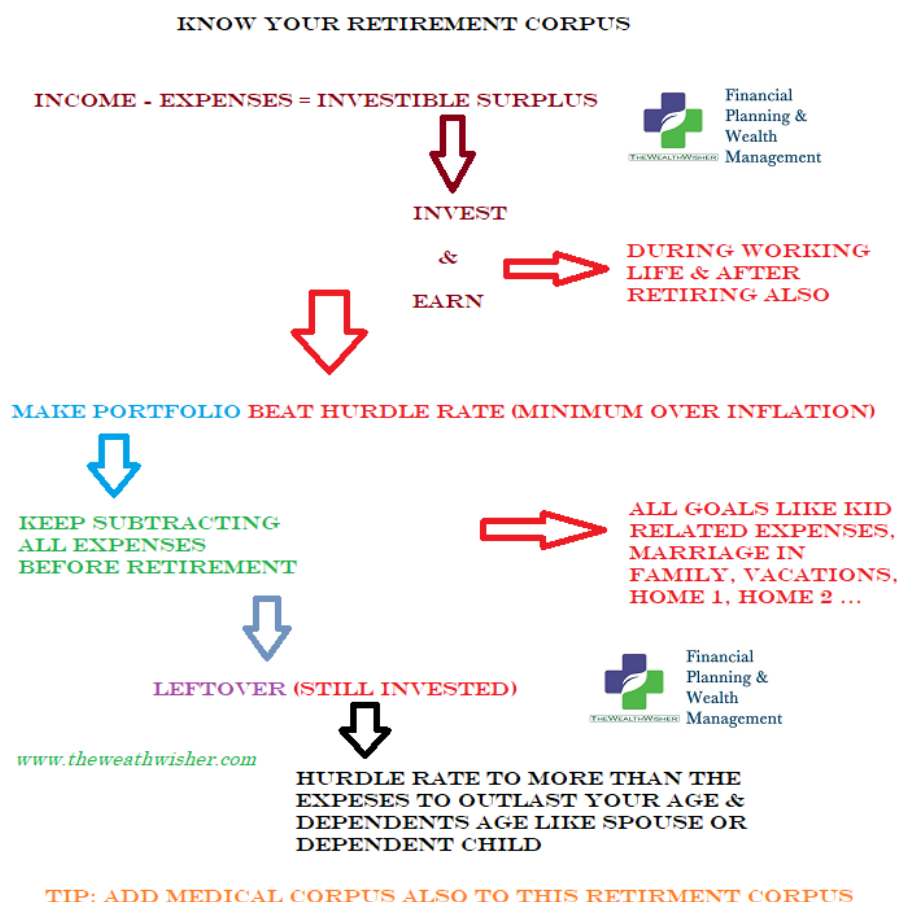 KNOW YOUR RETIREMENT CORPUS
INCOME - EXPENSES = INVESTIBLE SURPLUS
Financial
Planning &
Wealth
Management
THEWEALTHWISHER
INVEST
&
EARN
DURING WORKING
LIFE & AFTER
RETIRING ALSO
MAKE PORTFOLIO BEAT HURDLE RATE (MINIMUM OVER INFLATION)
KEEP SUBTRACTING
ALL EXPENSES
BEFORE RETIREMENT
ALL GOALS LIKE KID
RELATED EXPENSES,
MARRIAGE IN
FAMILY, VACATIONS,
HOME 1, HOME 2 ...
LEFTOVER (STILL INVESTED)
Financial
Planning &
Wealth
Management
THEWEALTHWISHER
www.theweathwisher.com
HURDLE RATE TO MORE THAN THE
EXPESES TO OUTLAST YOUR AGE &
DEPENDENTS AGE LIKE SPOUSE OR
DEPENDENT CHILD
TIP: ADD MEDICAL CORPUS ALSO TO THIS RETIRMENT CORPUS